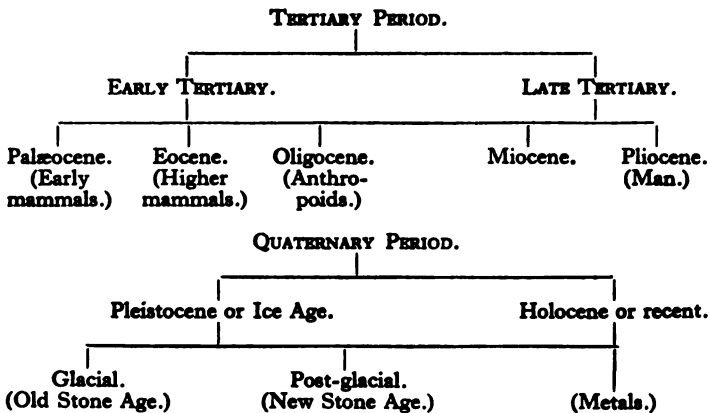 TERTIARY PERIOD.
EARLY TERTIARY. LATE TERTIARY.
Palæocene. Eocene. Oligocene. Miocene. Pliocene.
(Early (Higher (Anthro- (Man.)
mammals.) mammals.) poids.)
QUATERNARY PERIOD.
Pleistocene or Ice Age. Holocene or recent.
Glacial. Post-glacial.
(Old Stone Age.) (New Stone Age.) (Metals.)